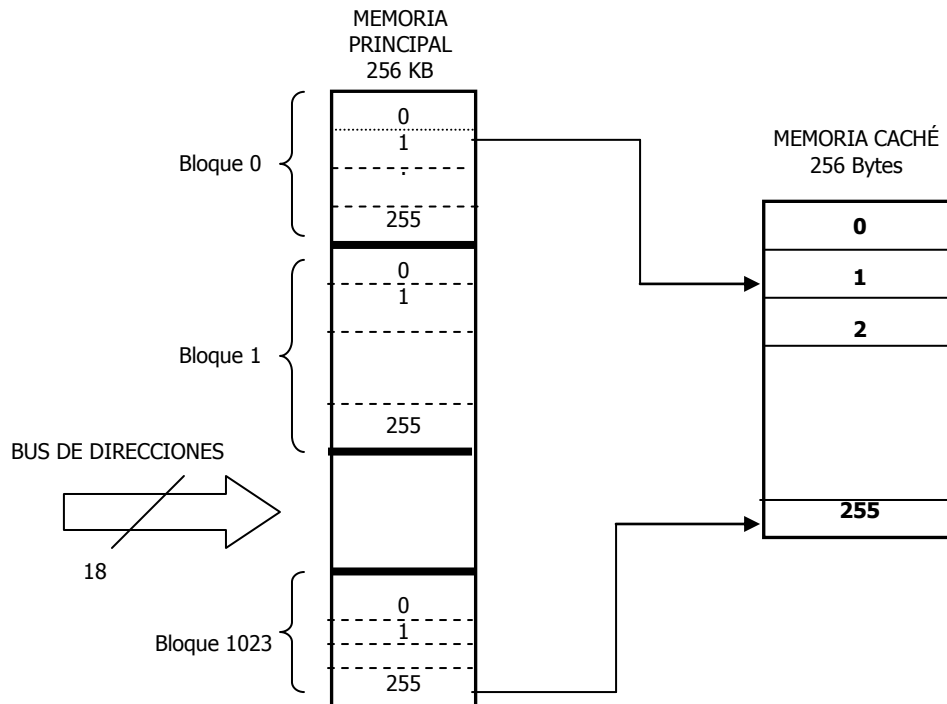 MEMORIA
PRINCIPAL
256 KB
0
1
.
255
Bloque 0
0
1
255
Bloque 1
BUS DE DIRECCIONES
18
0
1
255
Bloque 1023
MEMORIA CACHÉ
256 Bytes
0
1
2
255